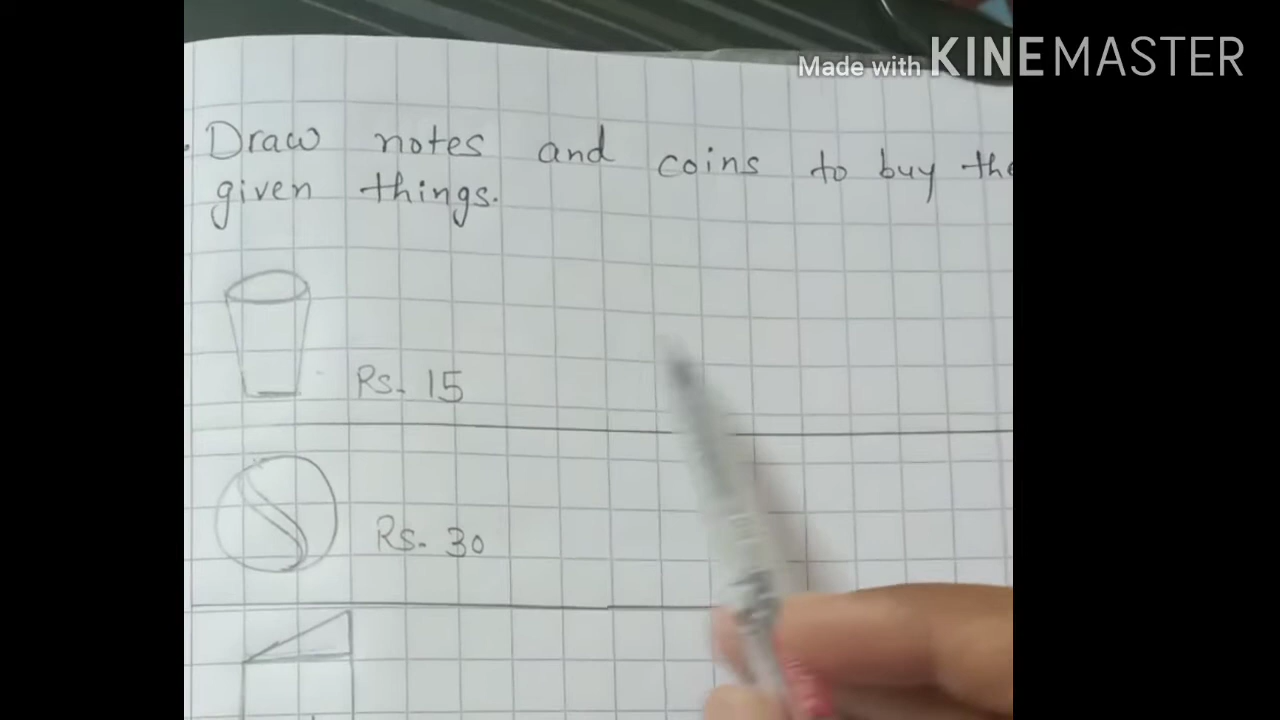 Made with KINEMASTER
. Draw notes and coins to buy the
given things.
Rs. 15
Rs. 30